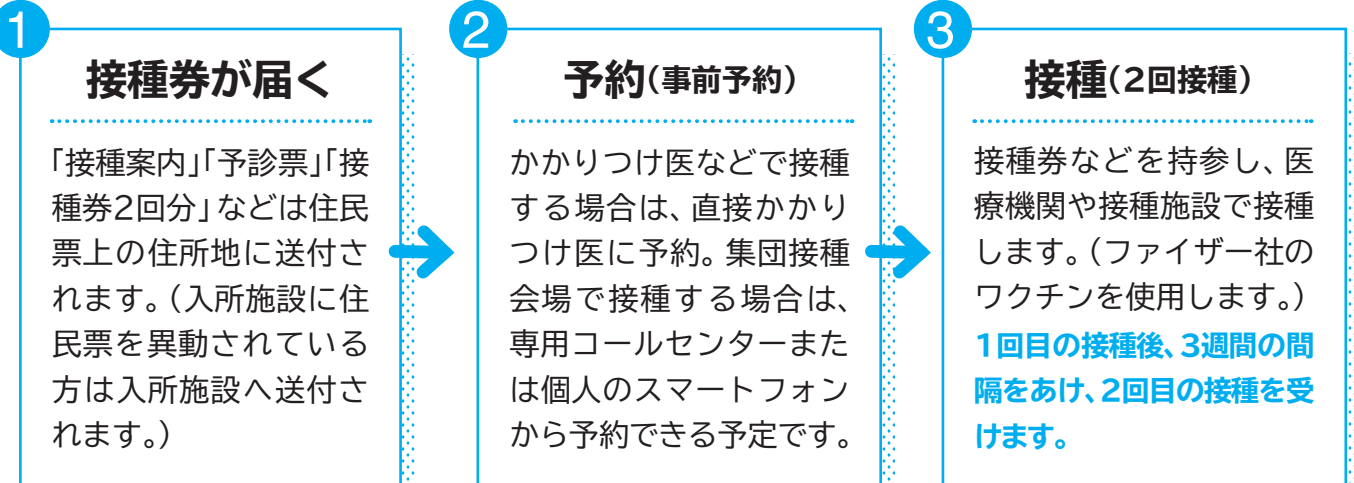 1
接種券が届く
「接種案内」「予診票」「接
種券2回分」などは住民
票上の住所地に送付さ
れます。（入所施設に住
民票を異動されている
方は入所施設へ送付さ
れます。）
2
予約（事前予約）
かかりつけ医などで接種
する場合は、直接かかり
つけ医に予約。集団接種
会場で接種する場合は、
専用コールセンターまた
は個人のスマートフォン
から予約できる予定です。
3
接種（2回接種）
接種券などを持参し、医
療機関や接種施設で接種
します。（ファイザー社の
ワクチンを使用します。）
1回目の接種後、3週間の間
隔をあけ、2回目の接種を受
けます。